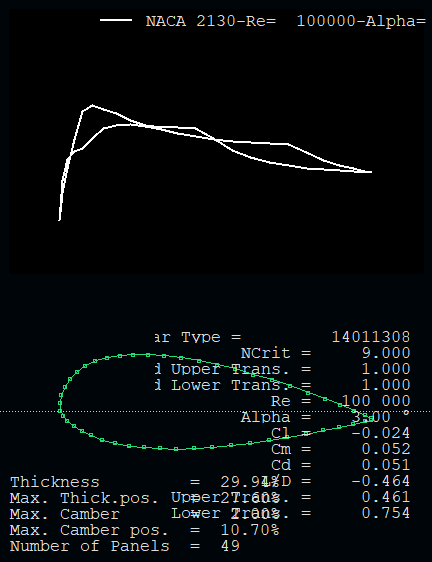 NACA 2130-Re= 100000-Alpha=
ar Type = 14011308
NCrit = 9.000
d Upper Trans. = 1.000
d Lower Trans. = 1.000
Re = 100 000
Alpha = °
Cl = -0.024
Cm = 0.052
Cd = 0.051
L/D = -0.464
Upper Trans. = 0.461
Lower Trans. = 0.754
Thickness = 29.94%
Max. Thick.pos. = 27.60%
Max. Camber = 2.60%
Max. Camber pos. = 10.70%
Number of Panels = 49